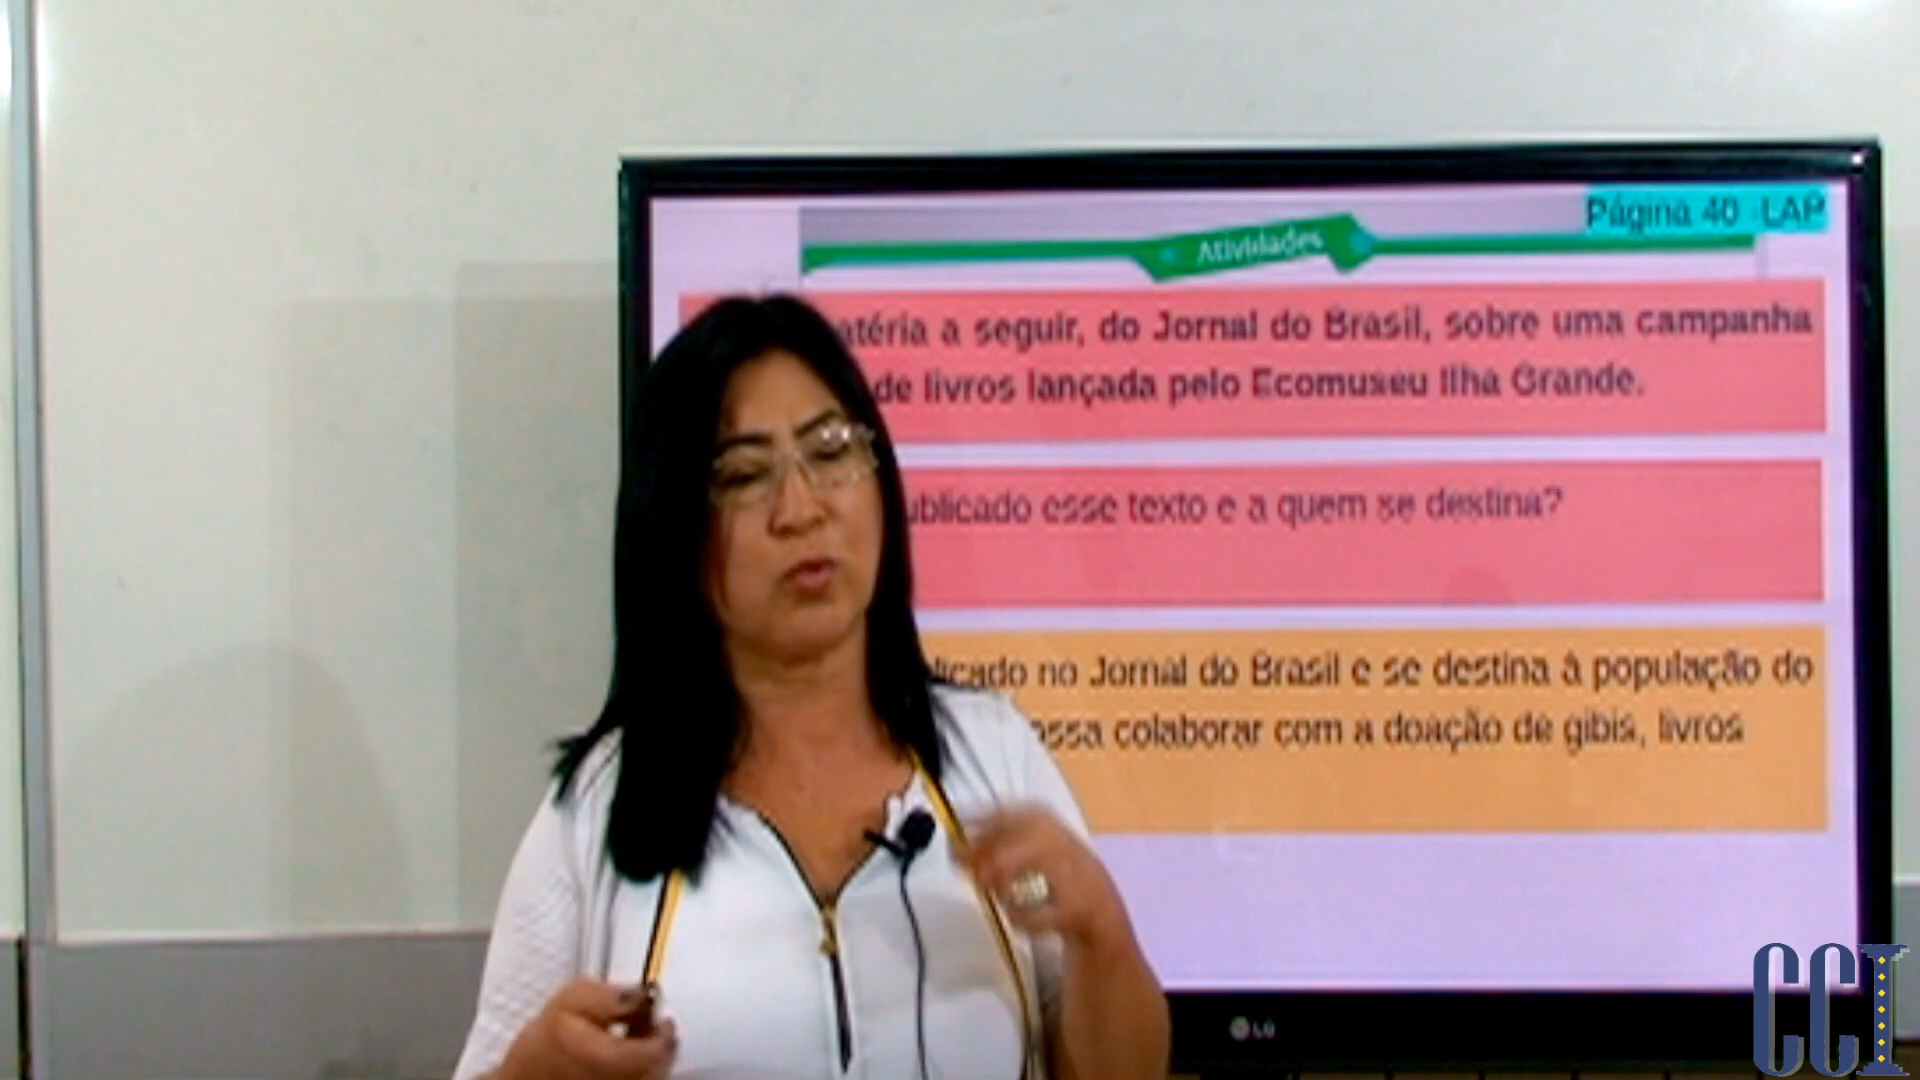 Página 40 -LAP
Atividades
atéria a seguir, do Jornal do Brasil, sobre uma campanha
de livros lançada pelo Ecomuseu Ilha Grande.
ublicado esse texto e a quem se destina?
licado no Jornal do Brasil e se destina à população do
ossa colaborar com a doação de gibis, livros
LG
CCI